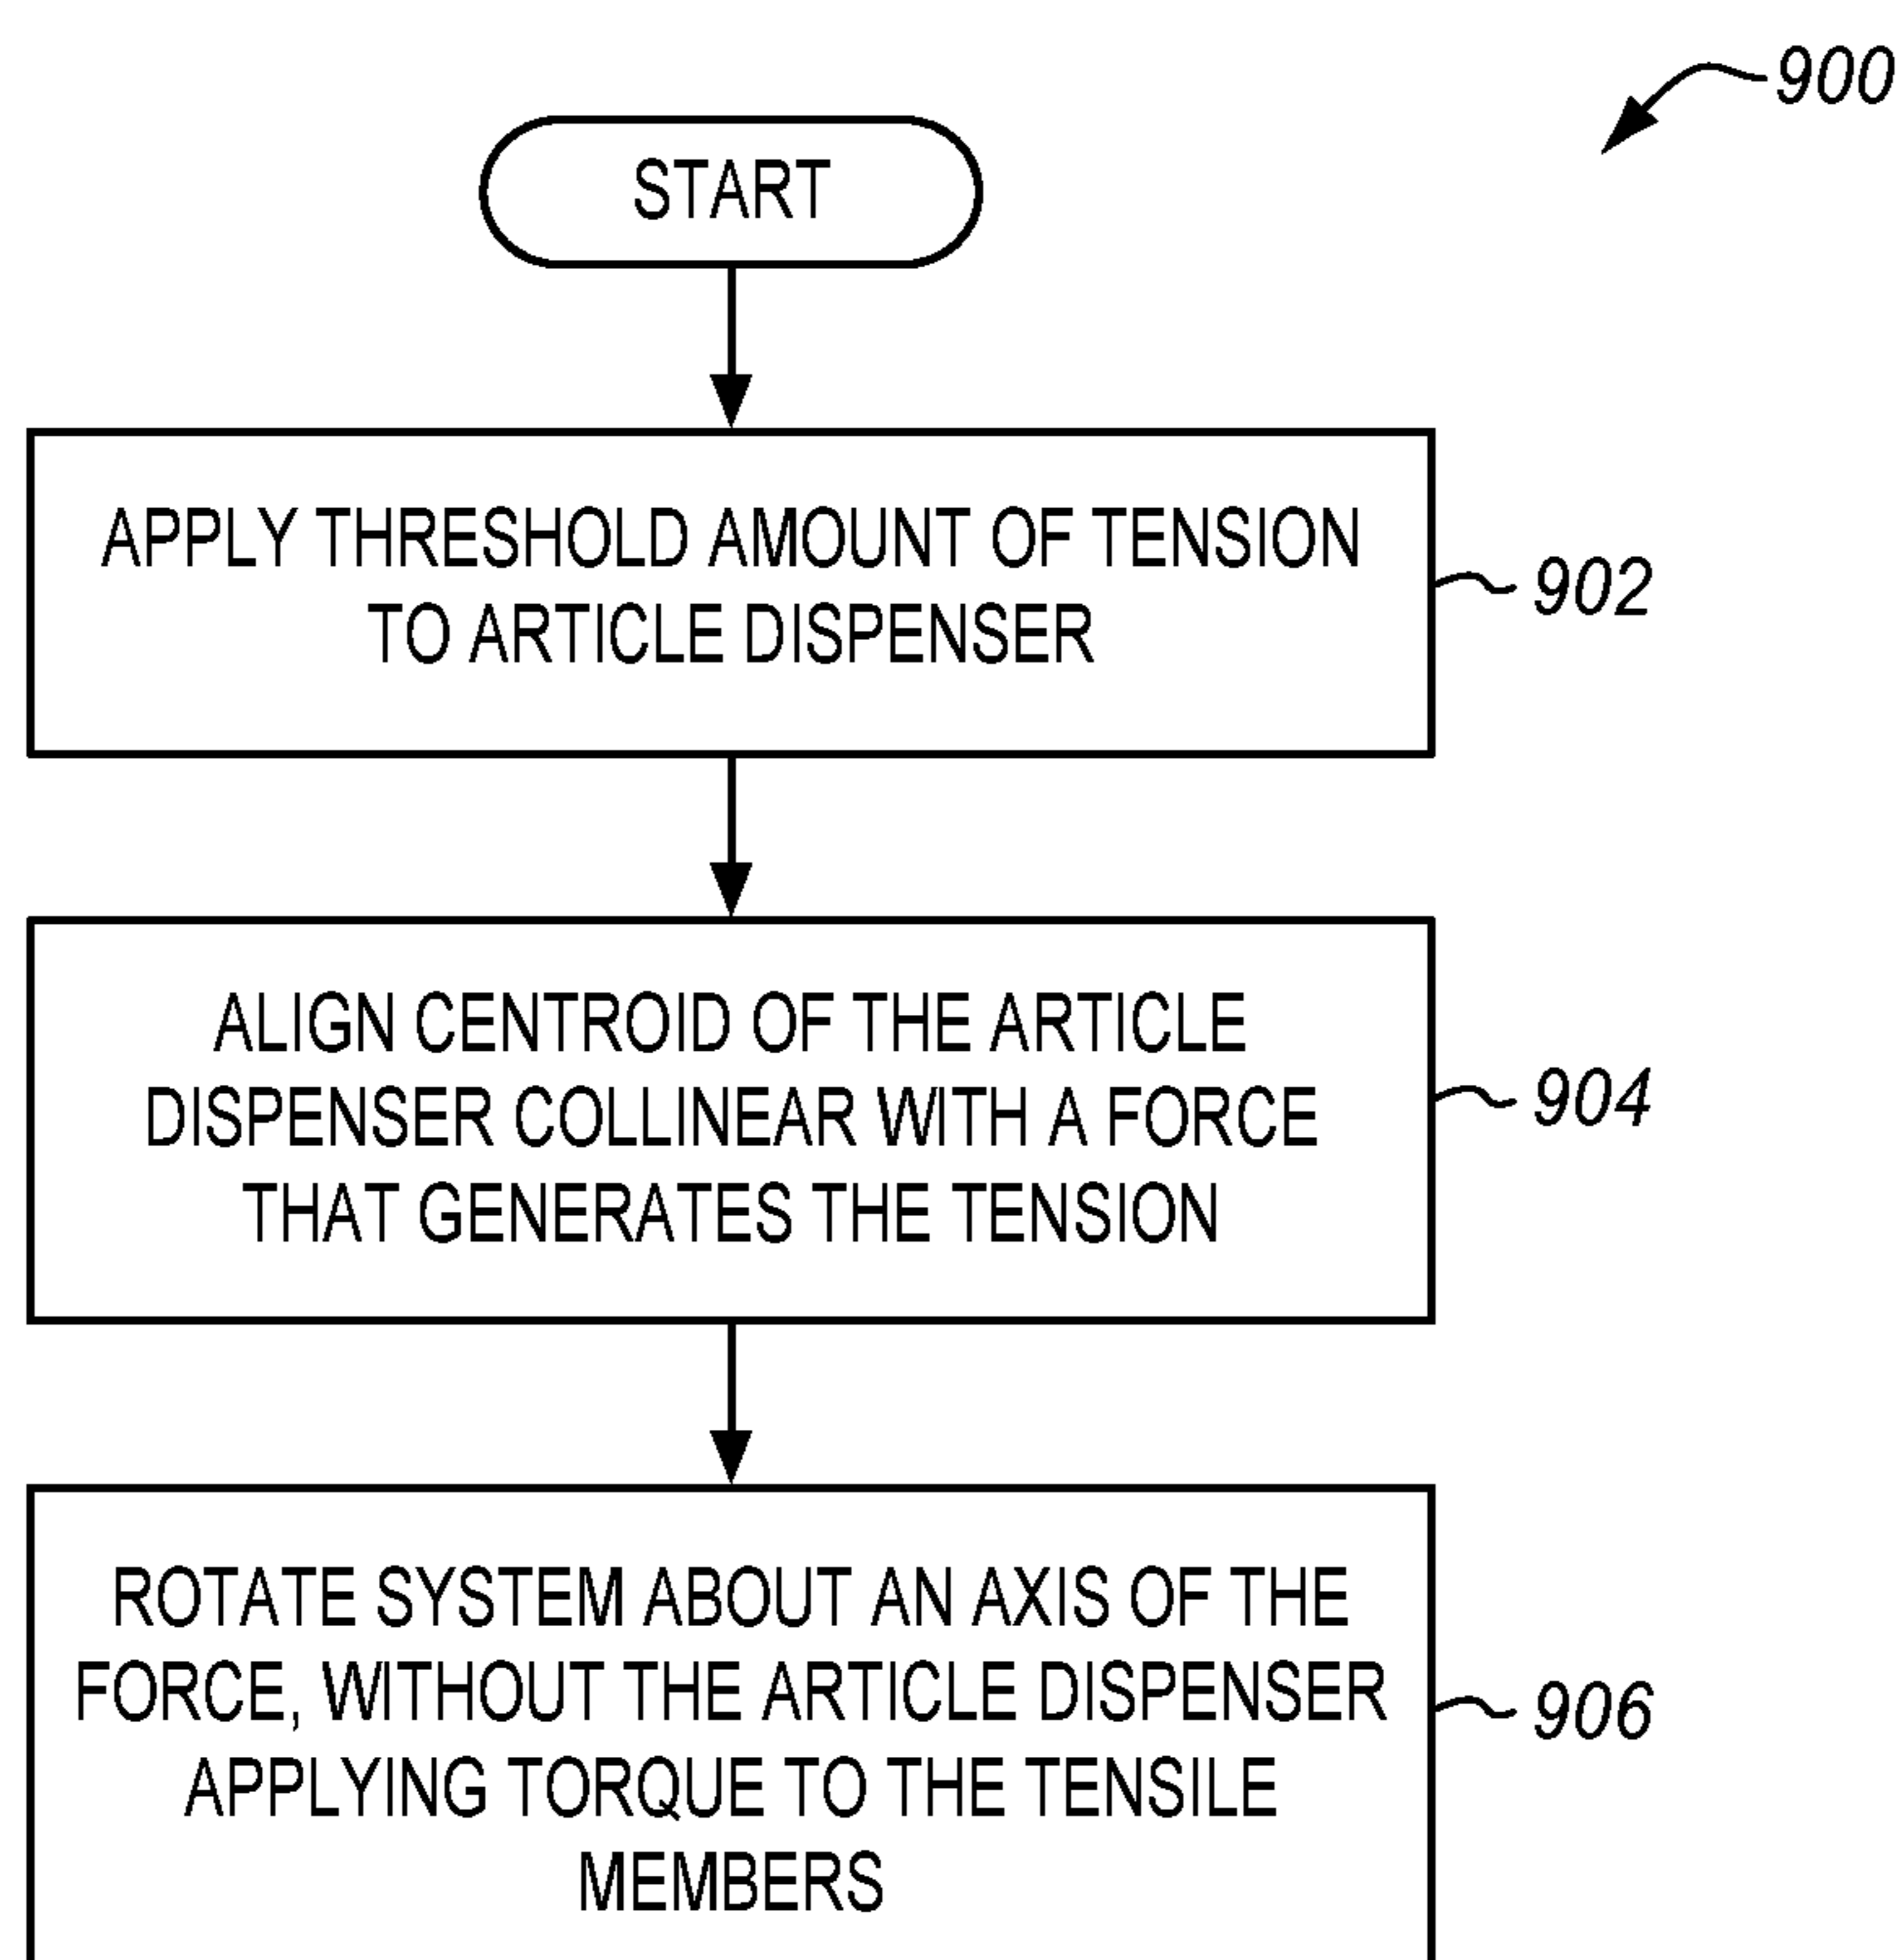 900
START
APPLY THRESHOLD AMOUNT OF TENSION
TO ARTICLE DISPENSER
902
ALIGN CENTROID OF THE ARTICLE
DISPENSER COLLINEAR WITH A FORCE
THAT GENERATES THE TENSION
904
ROTATE SYSTEM ABOUT AN AXIS OF THE
FORCE, WITHOUT THE ARTICLE DISPENSER
APPLYING TORQUE TO THE TENSILE
MEMBERS
906